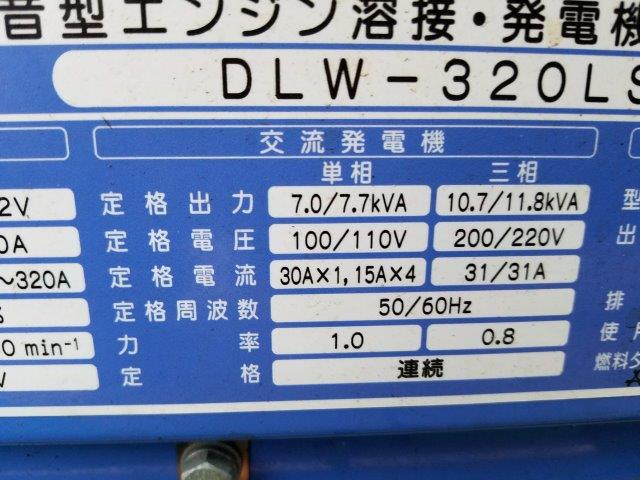 音型エンジン溶接・発電機
DLW-320LS
交流発電機
単相 三相
2V 定格出力 7.0/7.7kVA 10.7/11.8kVA 型
0A 定格電圧 100/110V 200/220V 出
～320A 定格電流 30A×1,15A×4 31/31A
定格周波数 50/60Hz 排
0 min-¹ 力率 1.0 0.8 使用
定格 連続 燃料タ